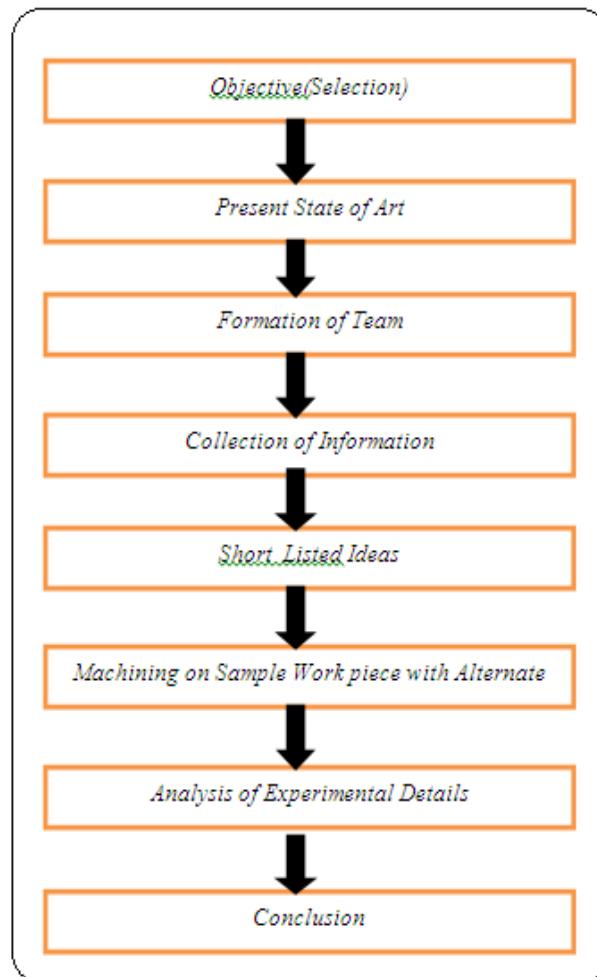 Objective(Selection)
Present State of Art
Formation of Team
Collection of Information
Short Listed Ideas
Machining on Sample Work piece with Alternate
Analysis of Experimental Details
Conclusion